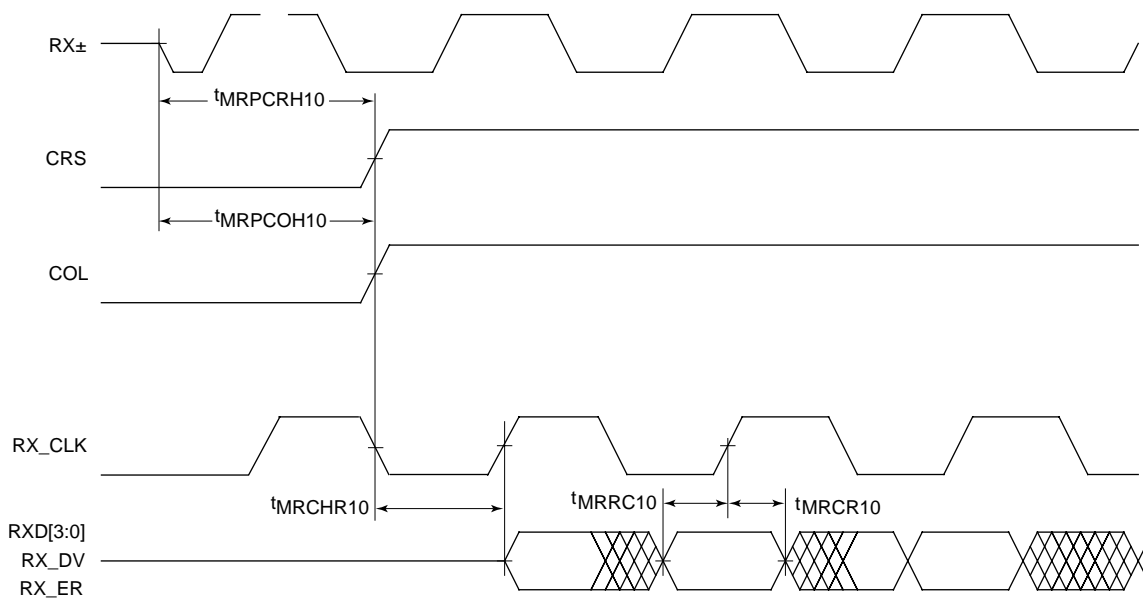 RX±
tMRPCRH10
CRS
tMRPCOH10
COL
RX_CLK
tMRCHR10
tMRRC10
tMRCR10
RXD[3:0]
RX_DV
RX_ER